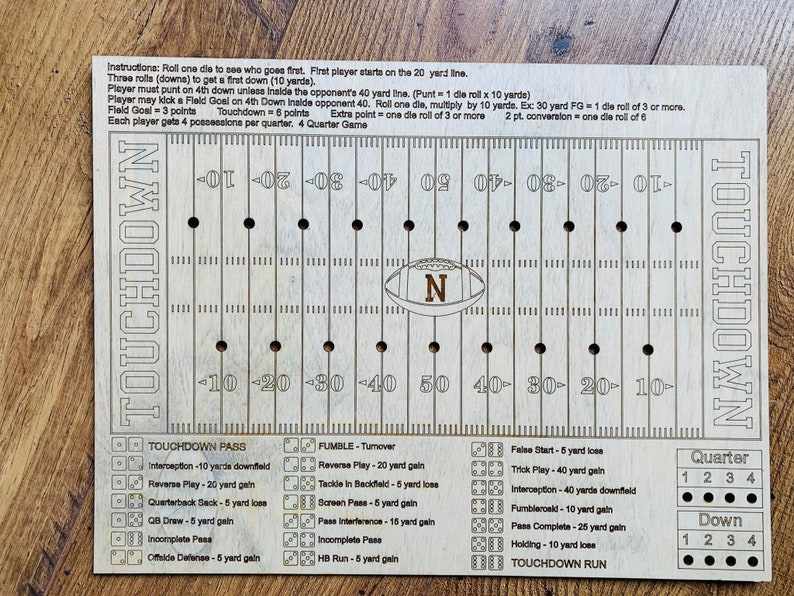 Instructions: Roll one die to see who goes first. First player starts on the 20 yard line.
Three rolls (downs) to get a first down (10 yards).
Player must punt on 4th down unless inside the opponent's 40 yard line. (Punt = 1 die roll x 10 yards)
Player may kick a Field Goal on 4th Down inside opponent 40. Roll one die, multiply by 10 yards. Ex: 30 yard FG = 1 die roll of 3 or more.
Field Goal = 3 points Touchdown = 6 points Extra point = one die roll of 3 or more 2 pt. conversion = one die roll of 6
Each player gets 4 possessions per quarter. 4 Quarter Game
TOUCHDOWN
10 20 30 40 50 40 30 20 10
N
10 20 30 40 50 40 30 20 10
TOUCHDOWN
TOUCHDOWN PASS
Interception -10 yards downfield
Reverse Play - 20 yard gain
Quarterback Sack - 5 yard loss
QB Draw - 5 yard gain
Incomplete Pass
Offside Defense - 5 yard gain
FUMBLE - Turnover
Reverse Play - 20 yard gain
Tackle in Backfield - 5 yard loss
Screen Pass - 5 yard gain
Pass Interference - 15 yard gain
Incomplete Pass
HB Run - 5 yard gain
False Start - 5 yard loss
Trick Play - 40 yard gain
Interception - 40 yards downfield
Fumbleroski - 10 yard gain
Pass Complete - 25 yard gain
Holding - 10 yard loss
TOUCHDOWN RUN
Quarter
1 2 3 4
Down
1 2 3 4